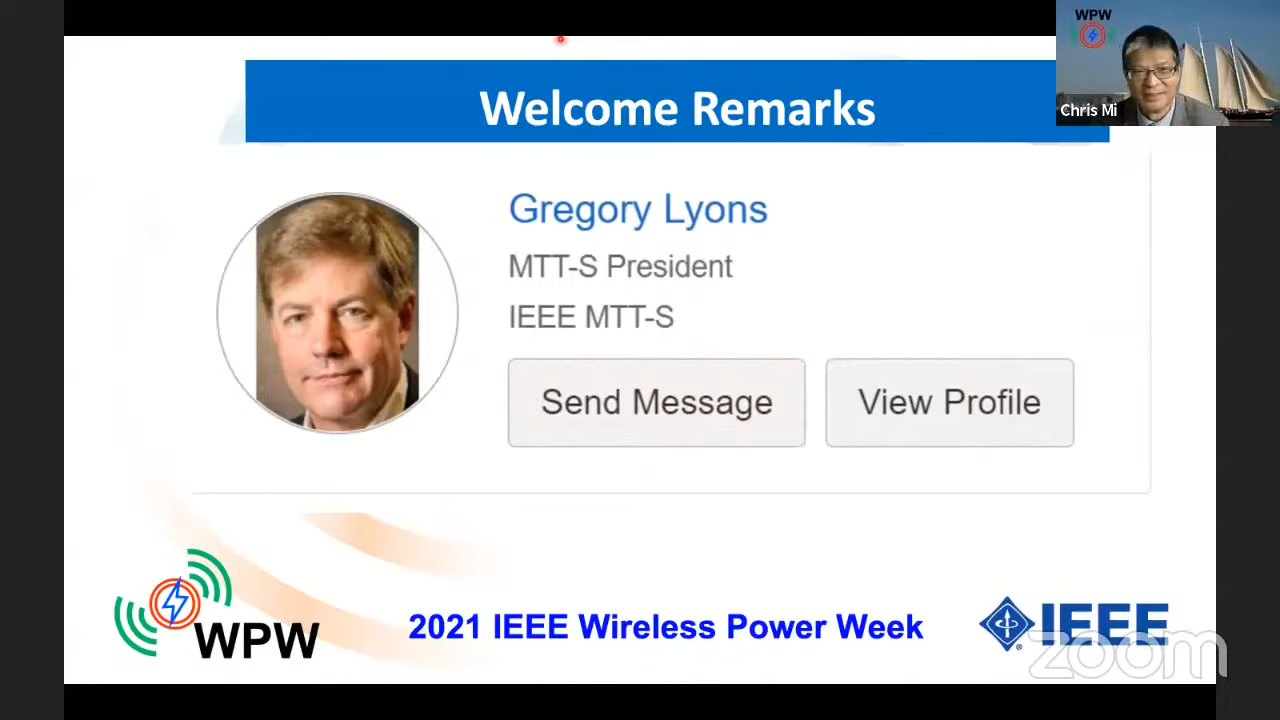 WPW
Chris Mi
Welcome Remarks
Gregory Lyons
MTT-S President
IEEE MTT-S
Send Message
View Profile
WPW
2021 IEEE Wireless Power Week
IEEE
zoom